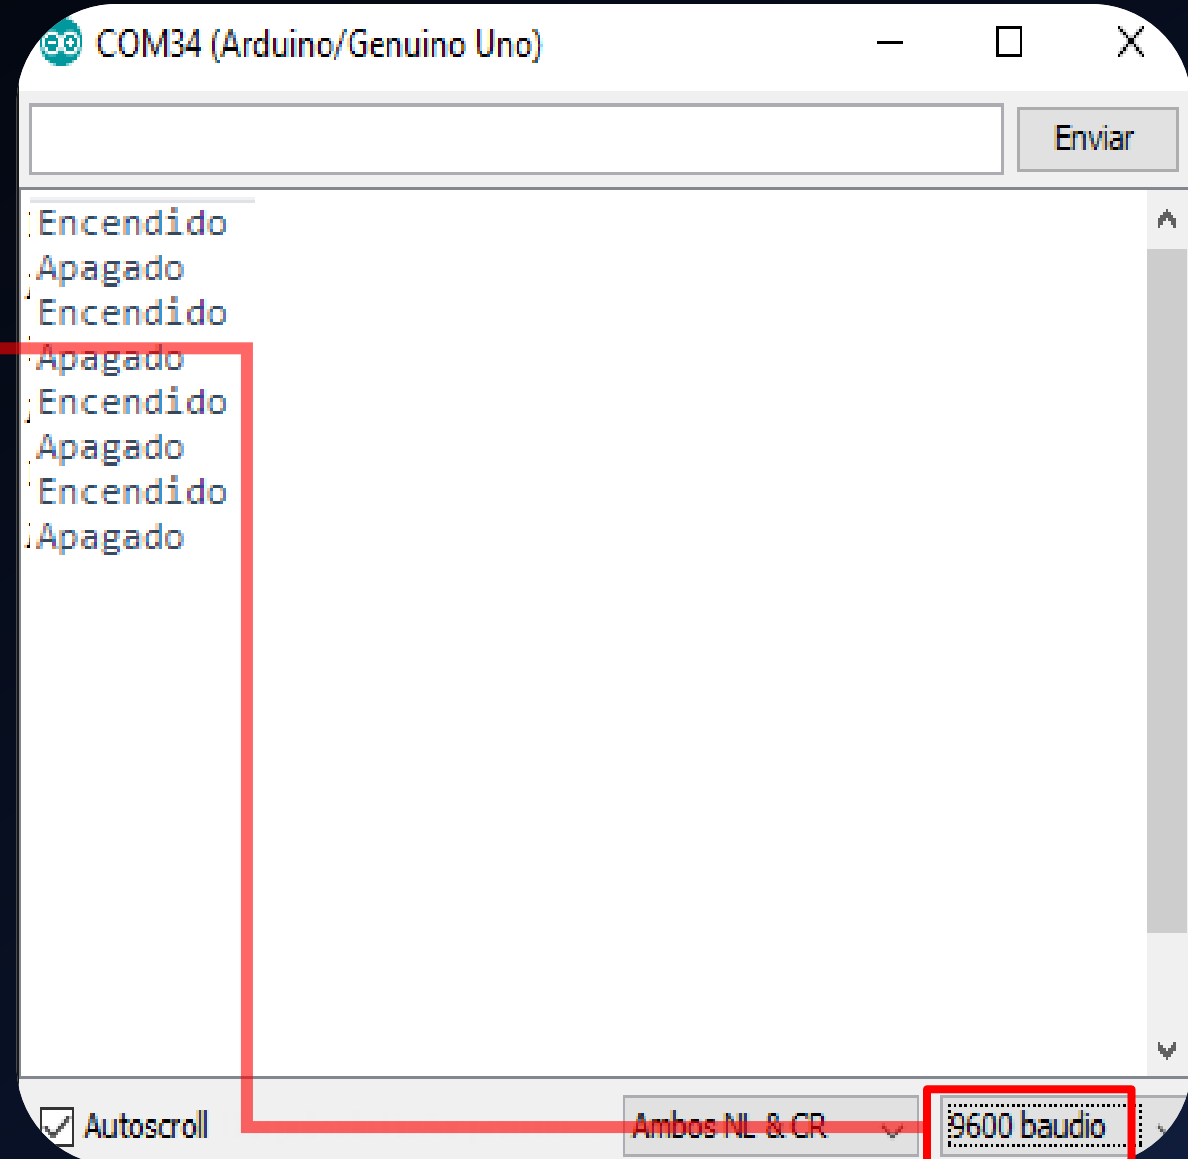 COM34 (Arduino/Genuino Uno)
Enviar
Encendido
Apagado
Encendido
Apagado
Encendido
Apagado
Encendido
Apagado
Autoscroll
Ambos NL & CR
9600 baudio